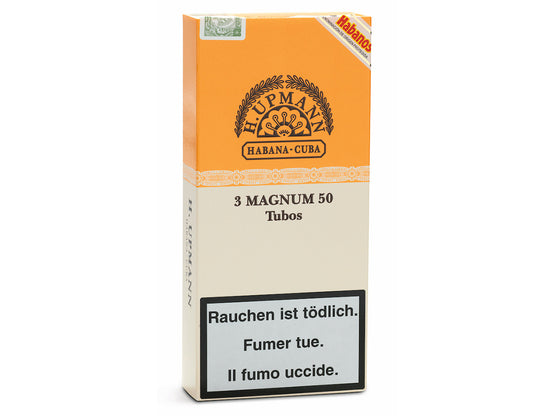 Habanos
H. UPMANN
HABANA - CUBA
3 MAGNUM 50
Tubos
H. UPMANN
Rauchen ist tödlich.
Fumer tue.
Il fumo uccide.